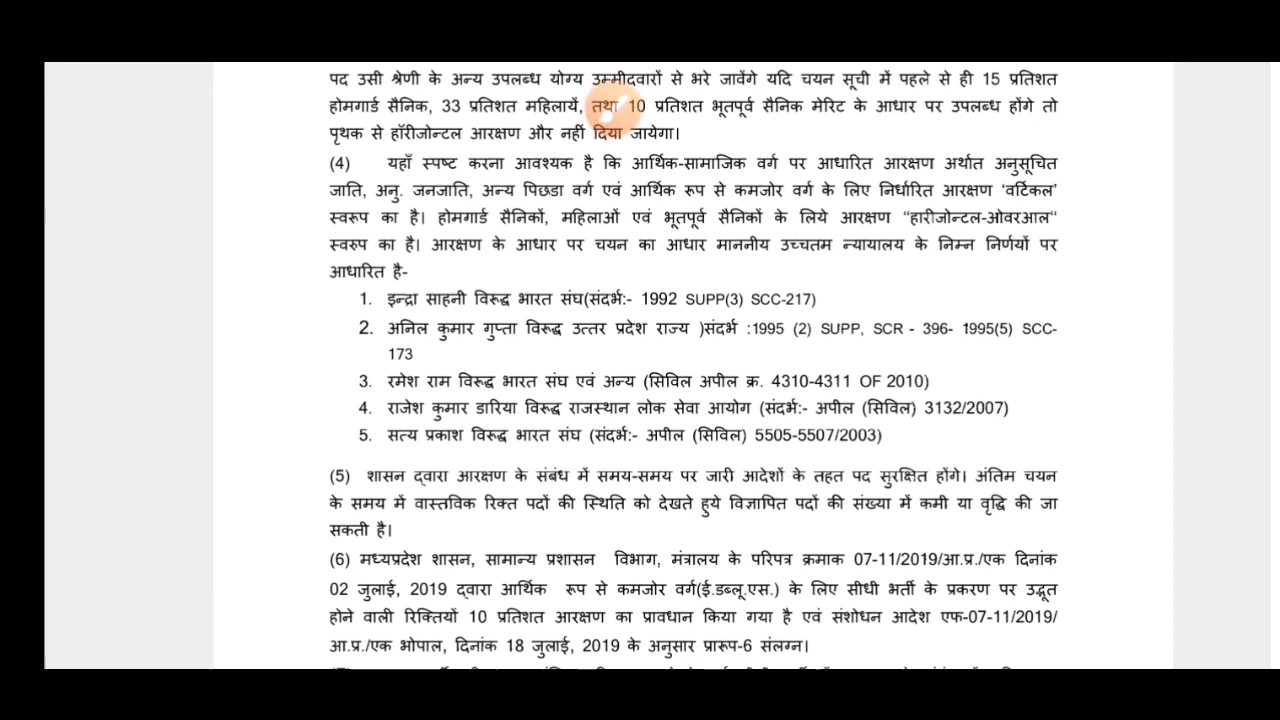 पद उसी श्रेणी के अन्य उपलब्ध योग्य उम्मीदवारों से भरे जावेंगे यदि चयन सूची में पहले से ही 15 प्रतिशत
होमगार्ड सैनिक, 33 प्रतिशत महिलायें, तथा 10 प्रतिशत भूतपूर्व सैनिक मेरिट के आधार पर उपलब्ध होंगे तो
पृथक से हॉरीजोन्टल आरक्षण और नहीं दिया जायेगा।
(4) यहाँ स्पष्ट करना आवश्यक है कि आर्थिक-सामाजिक वर्ग पर आधारित आरक्षण अर्थात अनुसूचित
जाति, अनु. जनजाति, अन्य पिछडा वर्ग एवं आर्थिक रूप से कमजोर वर्ग के लिए निर्धारित आरक्षण 'वर्टिकल'
स्वरूप का है। होमगार्ड सैनिकों, महिलाओं एवं भूतपूर्व सैनिकों के लिये आरक्षण "हारीजोन्टल-ओवरआल"
स्वरुप का है। आरक्षण के आधार पर चयन का आधार माननीय उच्चतम न्यायालय के निम्न निर्णयों पर
आधारित है-
1. इन्द्रा साहनी विरूद्ध भारत संघ(संदर्भ:- 1992 SUPP(3) SCC-217)
2. अनिल कुमार गुप्ता विरूद्ध उत्तर प्रदेश राज्य )संदर्भ :1995 (2) SUPP, SCR - 396- 1995(5) SCC-
173
3. रमेश राम विरूद्ध भारत संघ एवं अन्य (सिविल अपील क्र. 4310-4311 OF 2010)
4. राजेश कुमार डारिया विरूद्ध राजस्थान लोक सेवा आयोग (संदर्भ:- अपील (सिविल) 3132/2007)
5. सत्य प्रकाश विरूद्ध भारत संघ (संदर्भ:- अपील (सिविल) 5505-5507/2003)
(5) शासन द्वारा आरक्षण के संबंध में समय-समय पर जारी आदेशों के तहत पद सुरक्षित होंगे। अंतिम चयन
के समय में वास्तविक रिक्त पदों की स्थिति को देखते हुये विज्ञापित पदों की संख्या में कमी या वृद्धि की जा
सकती है।
(6) मध्यप्रदेश शासन, सामान्य प्रशासन विभाग, मंत्रालय के परिपत्र क्रमाक 07-11/2019/आ.प्र./एक दिनांक
02 जुलाई, 2019 द्वारा आर्थिक रूप से कमजोर वर्ग(ई.डब्लू.एस.) के लिए सीधी भर्ती के प्रकरण पर उद्भूत
होने वाली रिक्तियों 10 प्रतिशत आरक्षण का प्रावधान किया गया है एवं संशोधन आदेश एफ-07-11/2019/
आ.प्र./एक भोपाल, दिनांक 18 जुलाई, 2019 के अनुसार प्रारूप-6 संलग्न।